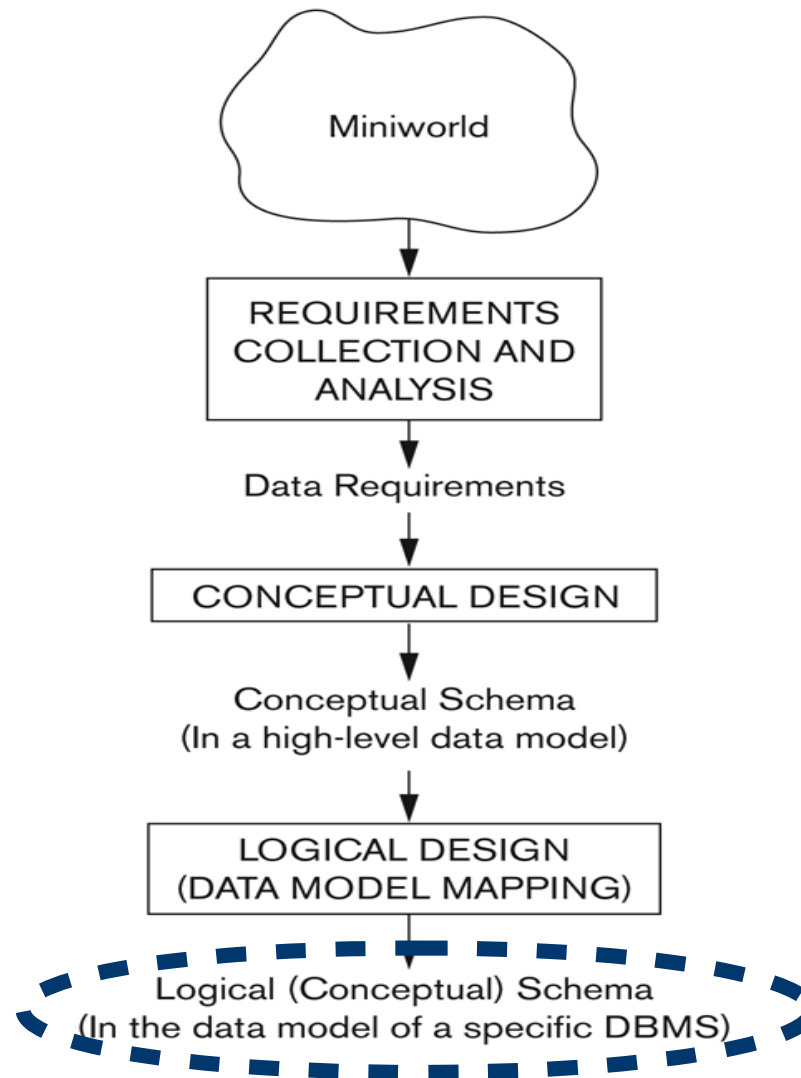 Miniworld
REQUIREMENTS
COLLECTION AND
ANALYSIS
Data Requirements
CONCEPTUAL DESIGN
Conceptual Schema
(In a high-level data model)
LOGICAL DESIGN
(DATA MODEL MAPPING)
Logical (Conceptual) Schema
(In the data model of a specific DBMS)